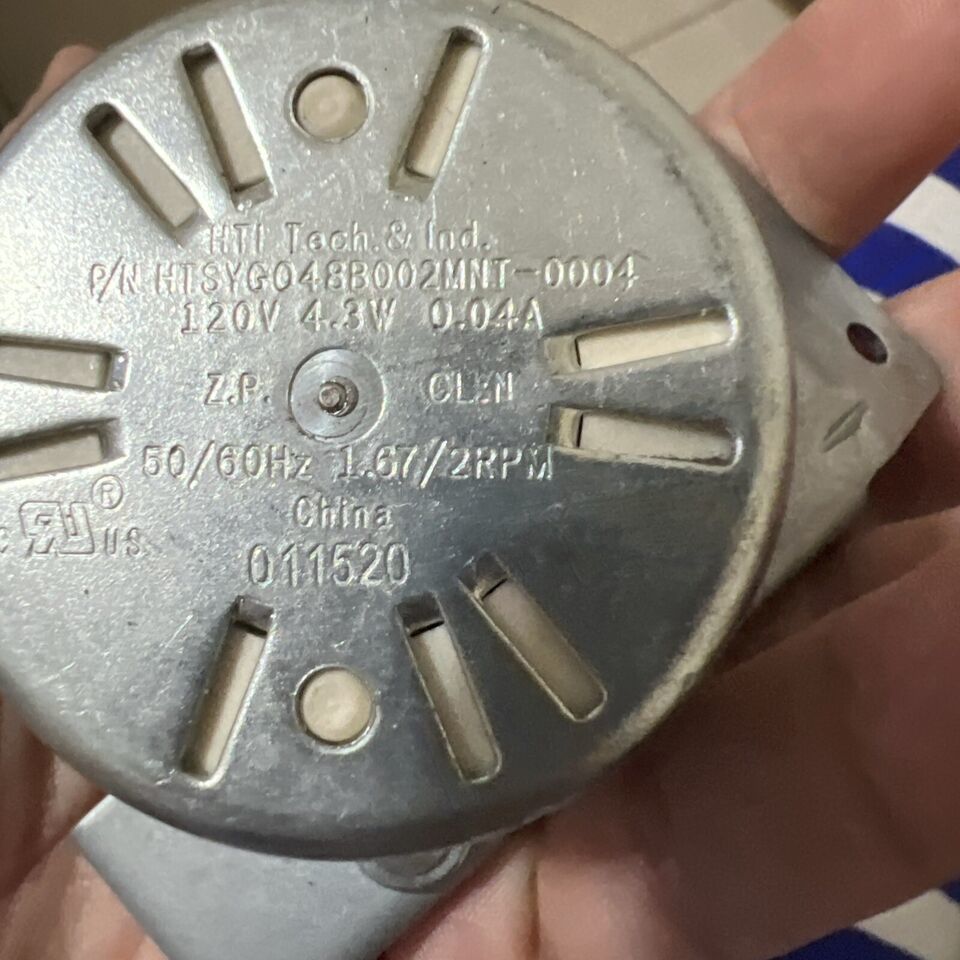 HTI Tech.& Ind.
P/N HTSYG048B002MNT-0004
120V 4.3W 0.04A
Z.P. CL:N
50/60Hz 1.67/2RPM
China
C RU ® US
011520